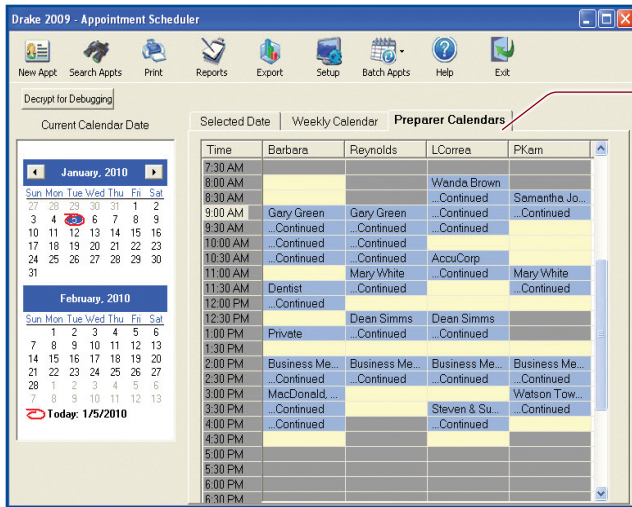 Drake 2009 - Appointment Scheduler
New Appt Search Appts Print Reports Export Setup Batch Appts Help Exit
Decrypt for Debugging
Current Calendar Date
Selected Date Weekly Calendar Preparer Calendars
January, 2010
Sun Mon Tue Wed Thu Fri Sat
27 28 29 30 31 1 2
3 4 5 6 7 8 9
10 11 12 13 14 15 16
17 18 19 20 21 22 23
24 25 26 27 28 29 30
31
February, 2010
Sun Mon Tue Wed Thu Fri Sat
1 2 3 4 5 6
7 8 9 10 11 12 13
14 15 16 17 18 19 20
21 22 23 24 25 26 27
28 1 2 3 4 5 6
7 8 9 10 11 12 13
Today: 1/5/2010
Time Barbara Reynolds LCorrea PKarn
7:30 AM
8:00 AM Wanda Brown
8:30 AM ...Continued Samantha Jo...
9:00 AM Gary Green Gary Green ...Continued ...Continued
9:30 AM ...Continued ...Continued ...Continued
10:00 AM ...Continued ...Continued
10:30 AM ...Continued ...Continued AccuCorp
11:00 AM Mary White ...Continued Mary White
11:30 AM Dentist ...Continued ...Continued ...Continued
12:00 PM ...Continued
12:30 PM Dean Simms Dean Simms
1:00 PM Private ...Continued ...Continued
1:30 PM
2:00 PM Business Me... Business Me... Business Me... Business Me...
2:30 PM ...Continued ...Continued ...Continued ...Continued
3:00 PM MacDonald, ... Watson Tow...
3:30 PM ...Continued Steven & Su... ...Continued
4:00 PM ...Continued ...Continued
4:30 PM
5:00 PM
5:30 PM
6:00 PM
6:30 PM